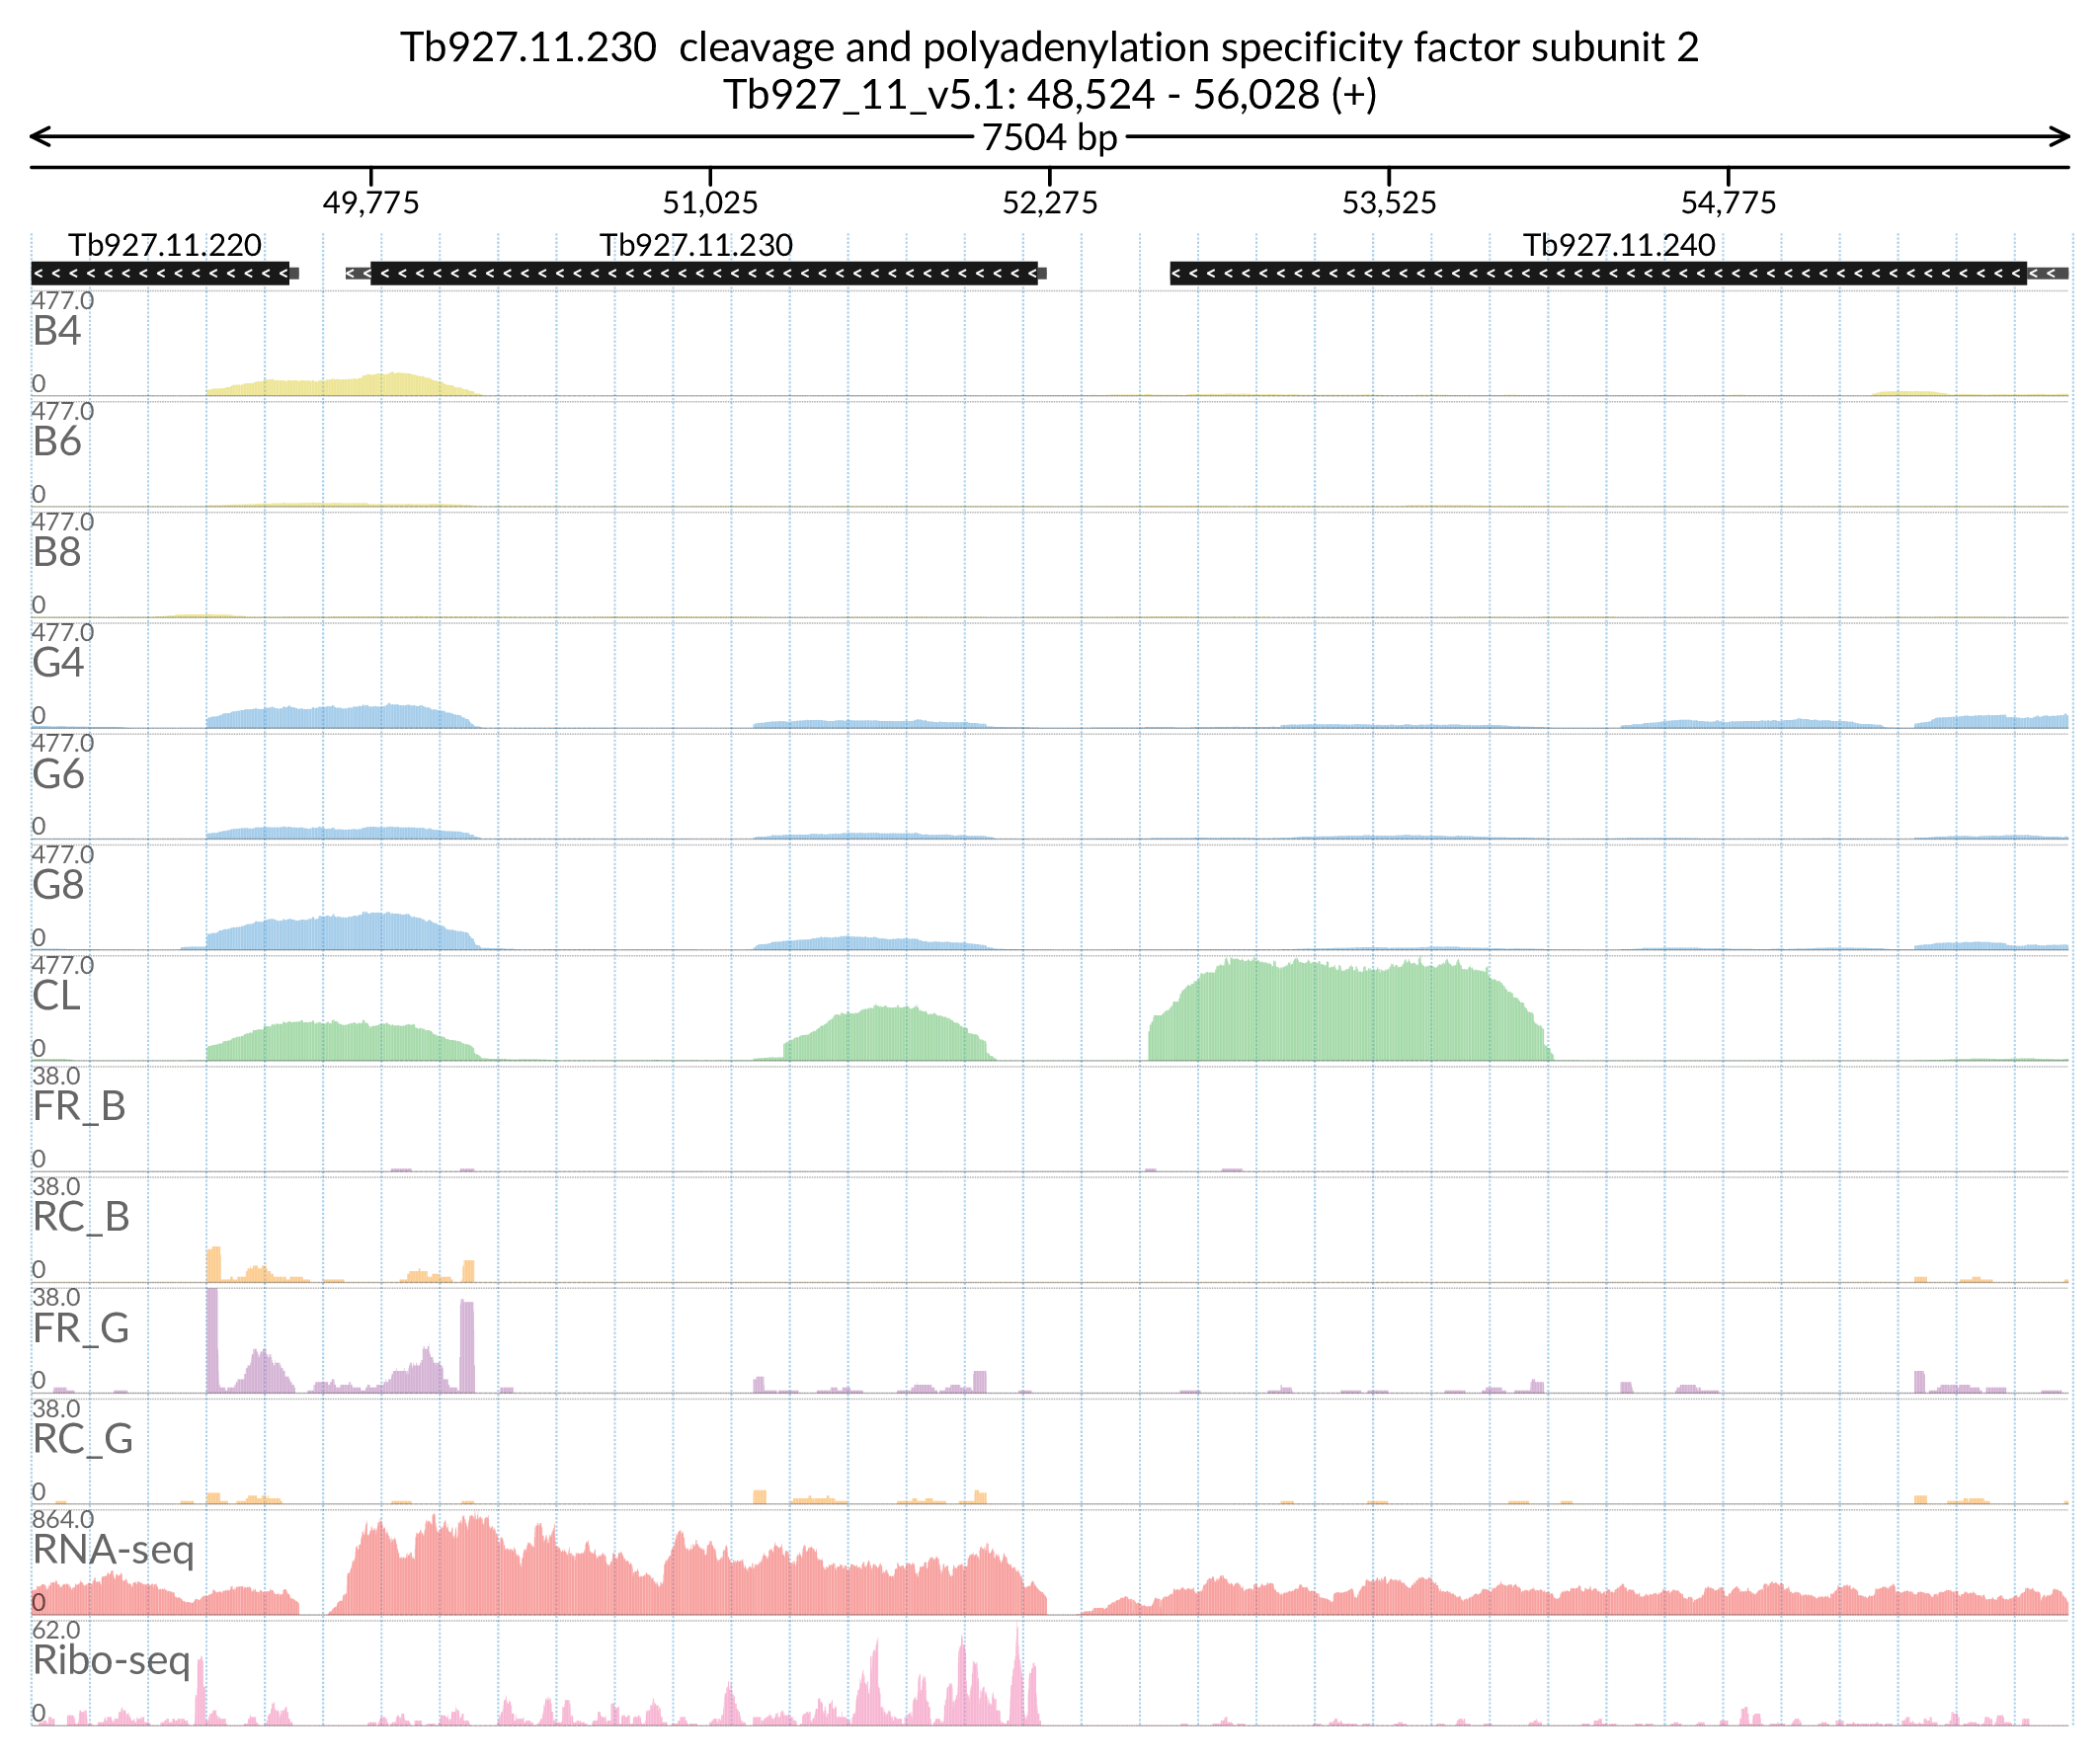 Tb927.11.230  cleavage and polyadenylation specificity factor subunit 2
Tb927_11_v5.1: 48,524 - 56,028 (+)
7504 bp
49,775 51,025 52,275 53,525 54,775
Tb927.11.220 Tb927.11.230 Tb927.11.240
477.0
B4
0
477.0
B6
0
477.0
B8
0
477.0
G4
0
477.0
G6
0
477.0
G8
0
477.0
CL
0
38.0
FR_B
0
38.0
RC_B
0
38.0
FR_G
0
38.0
RC_G
0
864.0
RNA-seq
0
62.0
Ribo-seq
0